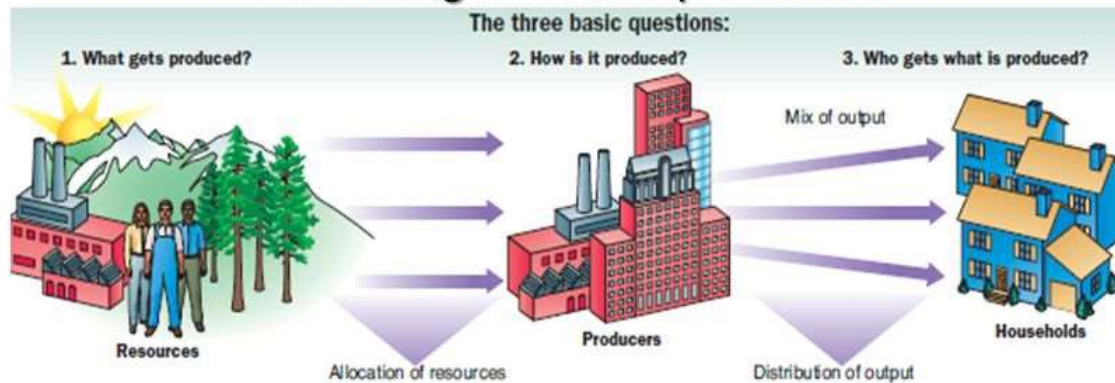 The three basic questions:
1. What gets produced?
2. How is it produced?
3. Who gets what is produced?
Mix of output
Resources
Producers
Households
Allocation of resources
Distribution of output